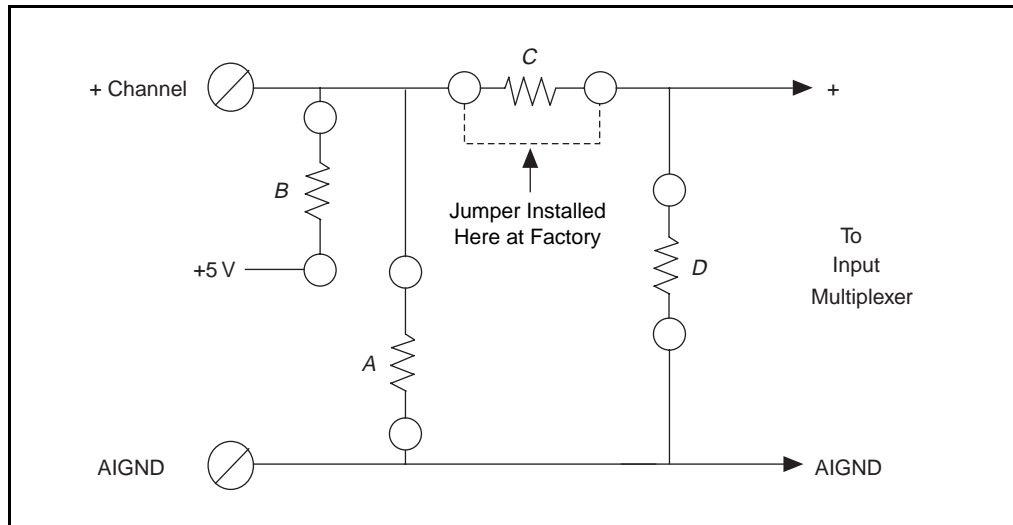 C
+ Channel
+
B
Jumper Installed
Here at Factory
+5 V
D
To
Input
Multiplexer
A
AIGND
AIGND